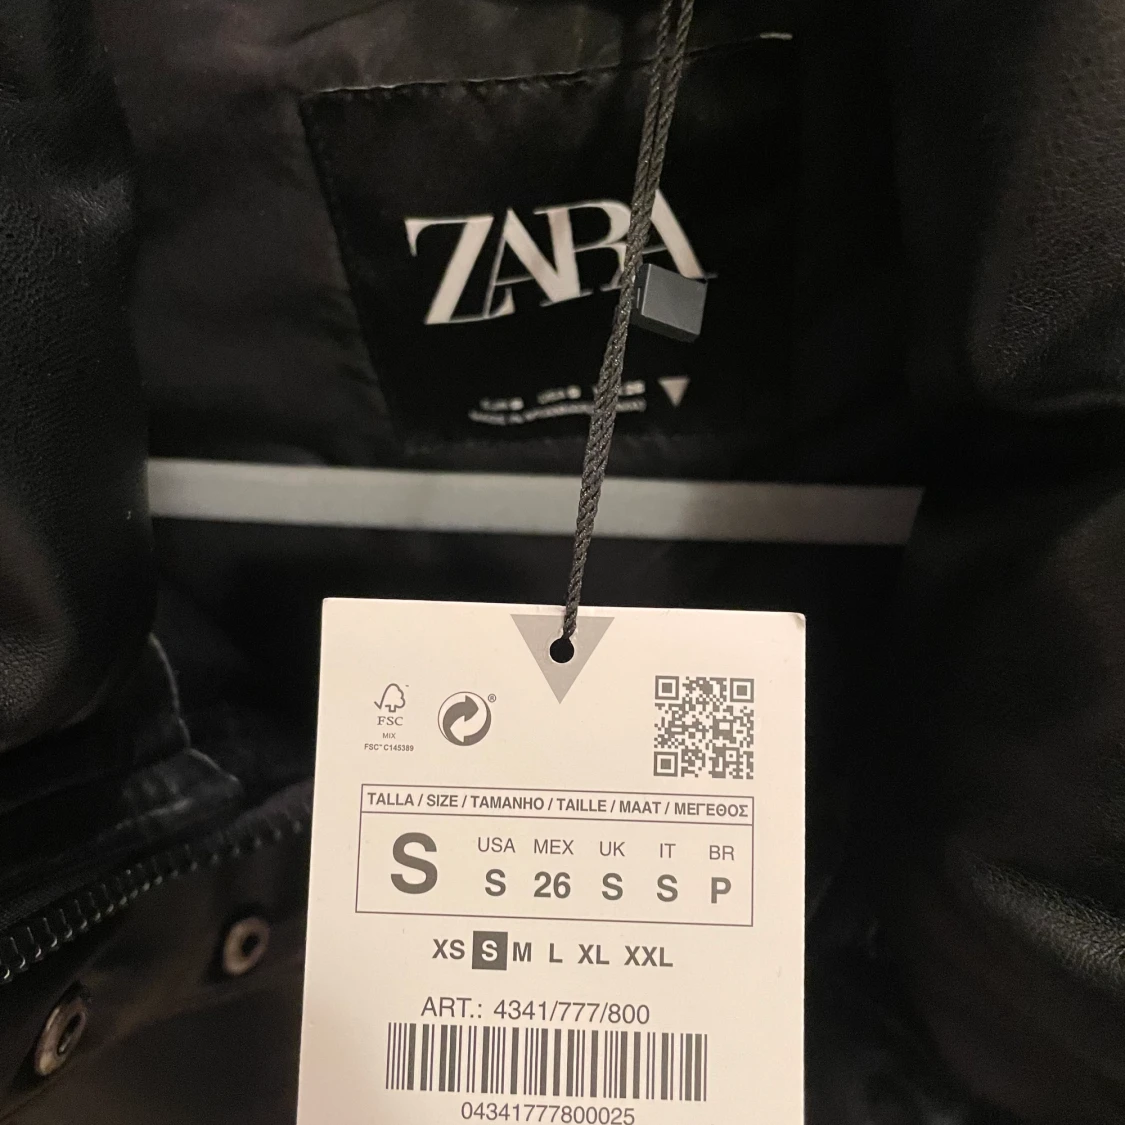 ZARA
FSC
MIX
FSC™ C145389
®
TALLA / SIZE / TAMANHO / TAILLE / MAAT / ΜΕΓΕΘΟΣ
S
USA MEX UK IT BR
S 26 S S P
XS S M L XL XXL
ART.: 4341/777/800
04341777800025